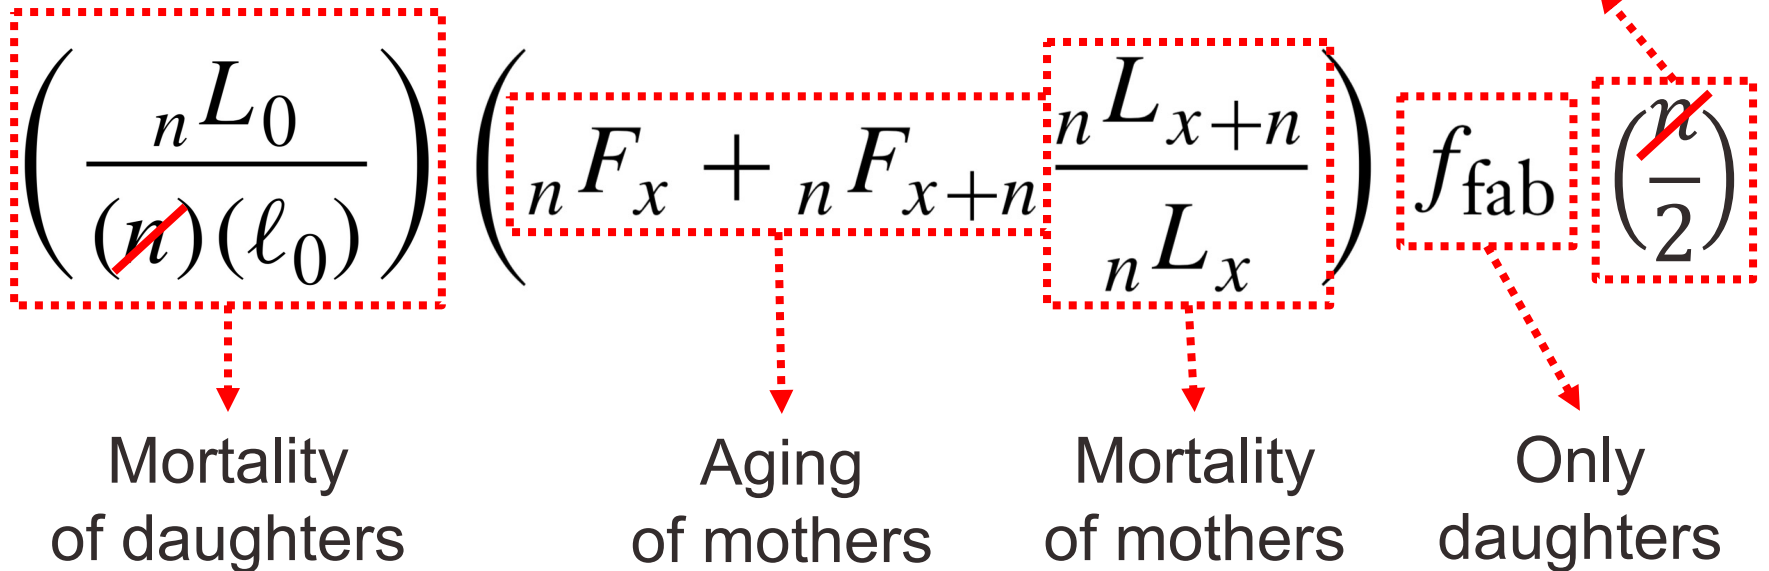 ( nL0 / (n)(ℓ0) ) ( nFx + nFx+n nLx+n / nLx ) ffab (n/2)
Mortality of daughters
Aging of mothers
Mortality of mothers
Only daughters